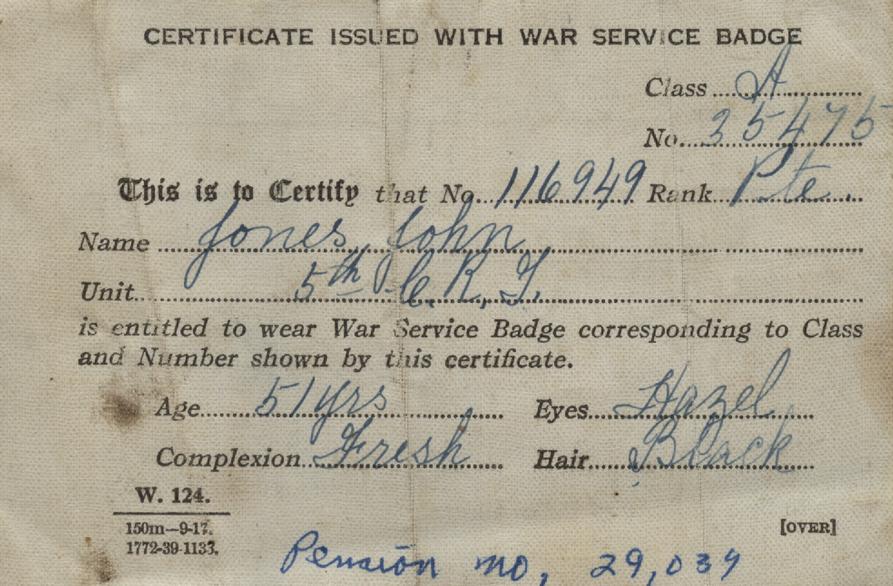 CERTIFICATE ISSUED WITH WAR SERVICE BADGE
Class A
No. 35475
This is to Certify that No. 116949 Rank Pte.
Name Jones John
Unit 5th C.R.T.
is entitled to wear War Service Badge corresponding to Class
and Number shown by this certificate.
Age 51 yrs Eyes Hazel
Complexion Fresh Hair Black
W. 124.
150m—9-17.
1772-39-1133.
[OVER]
Pension no, 29,039